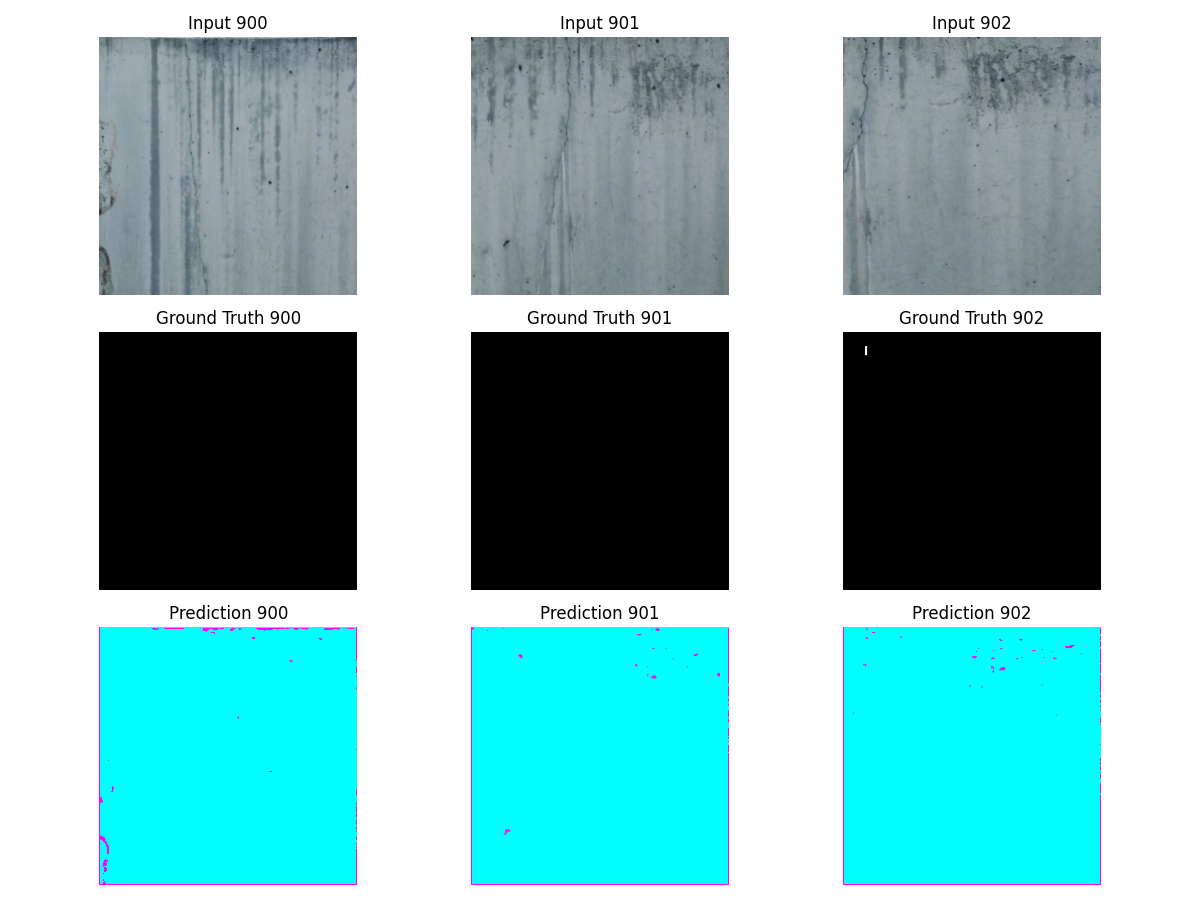 Input 900
Input 901
Input 902
Ground Truth 900
Ground Truth 901
Ground Truth 902
Prediction 900
Prediction 901
Prediction 902